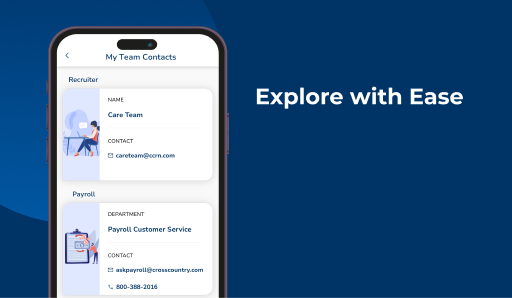 My Team Contacts
Explore with Ease
Recruiter
NAME
Care Team
CONTACT
careteam@ccrn.com
Payroll
DEPARTMENT
Payroll Customer Service
CONTACT
askpayroll@crosscountry.com
800-388-2016